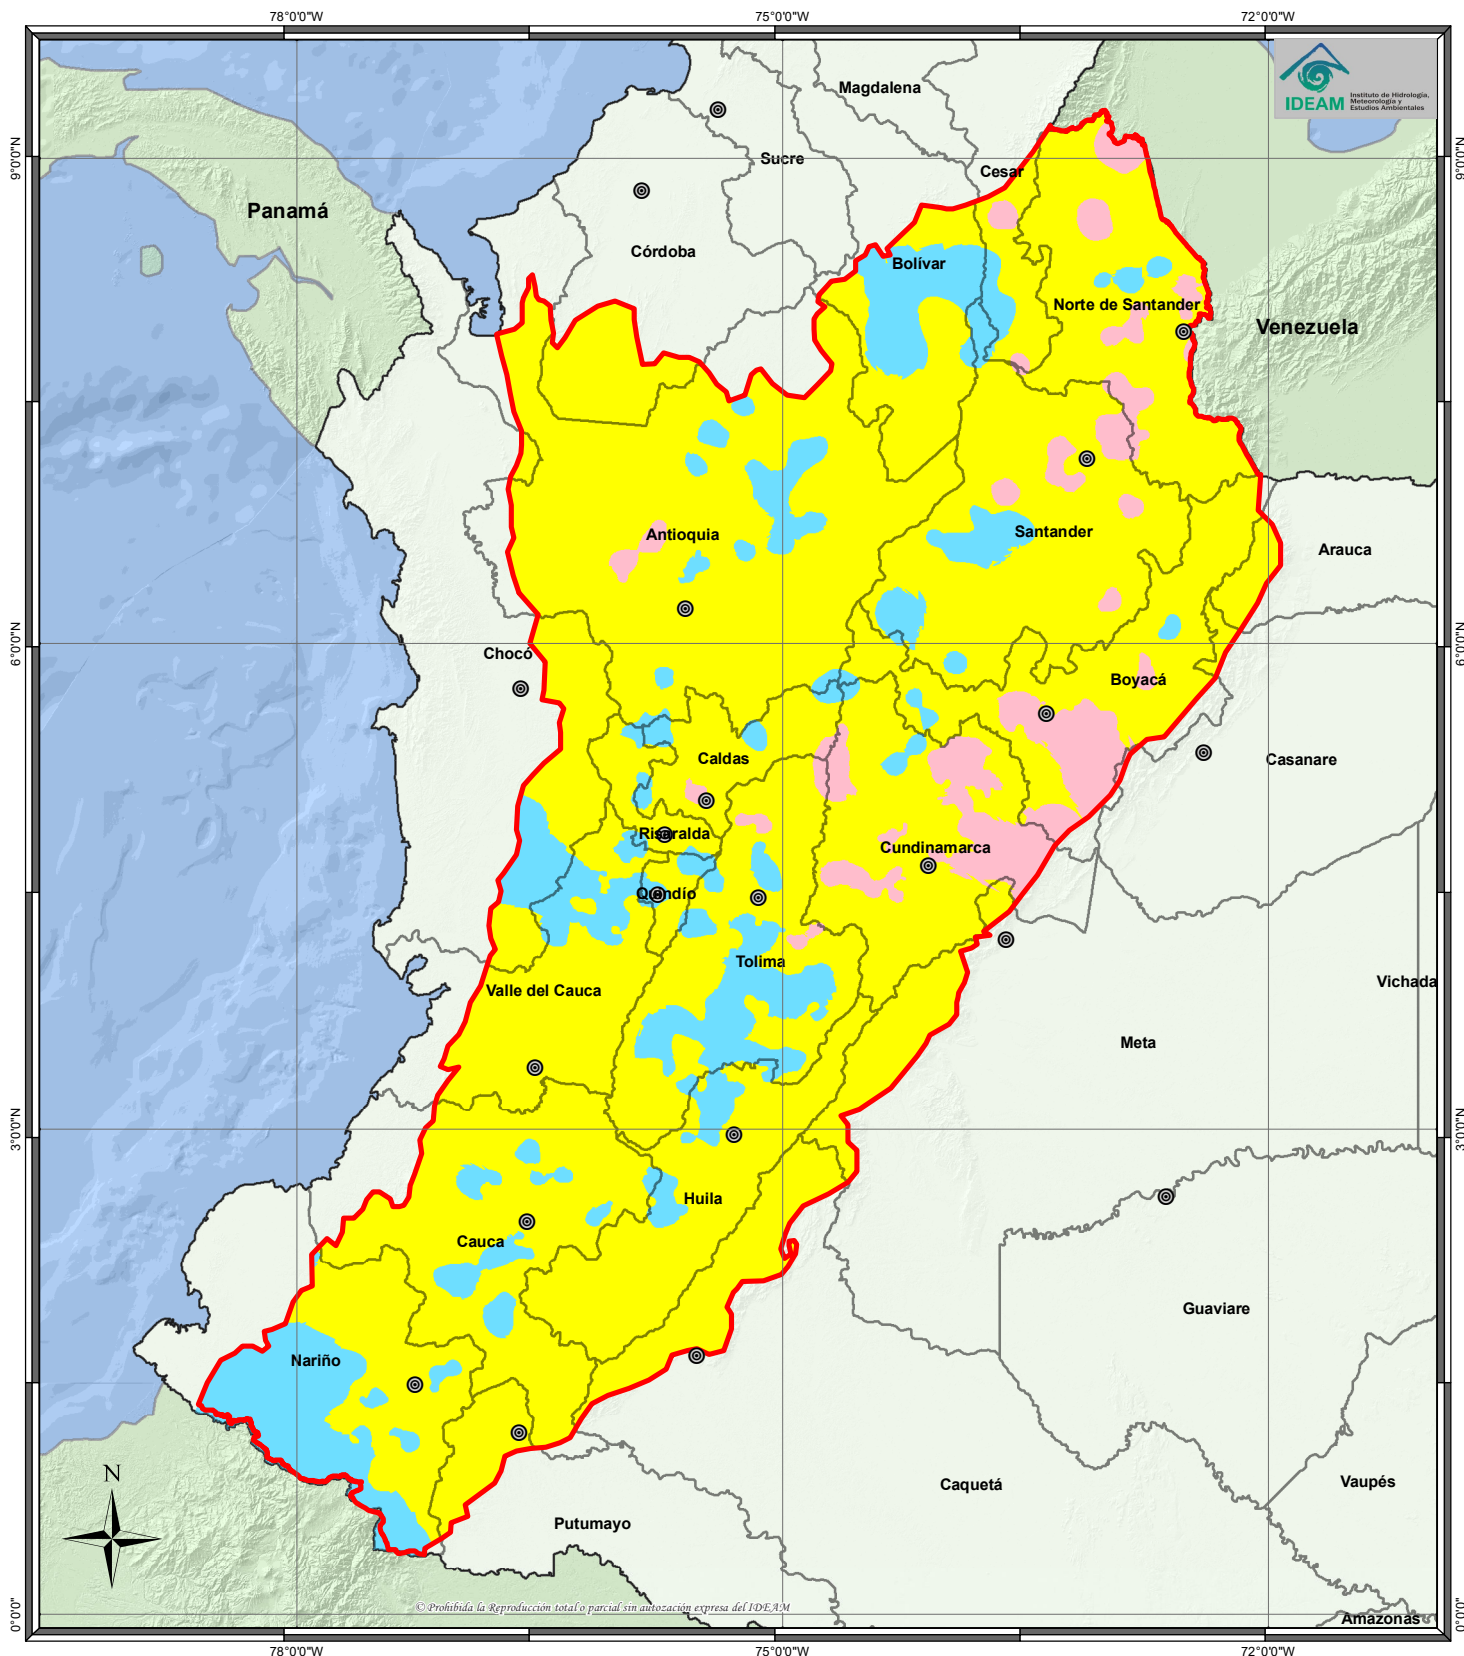 78°0'0"W
75°0'0"W
72°0'0"W
IDEAM
Instituto de Hidrología,
Meteorología y
Estudios Ambientales
Magdalena
9°0'0"N
9°0'0"N
Sucre
Cesar
Panamá
Córdoba
Bolívar
Norte de Santander
Venezuela
Antioquia
Santander
Arauca
6°0'0"N
6°0'0"N
Chocó
Boyacá
Caldas
Casanare
Risaralda
Cundinamarca
Quindío
Tolima
Valle del Cauca
Vichada
Meta
3°0'0"N
3°0'0"N
Huila
Cauca
Guaviare
Nariño
N
Caquetá
Vaupés
Putumayo
© Prohibida la Reproducción total o parcial sin autozación expresa del IDEAM
0°0'0"
0°0'0"
Amazonas
78°0'0"W
75°0'0"W
72°0'0"W